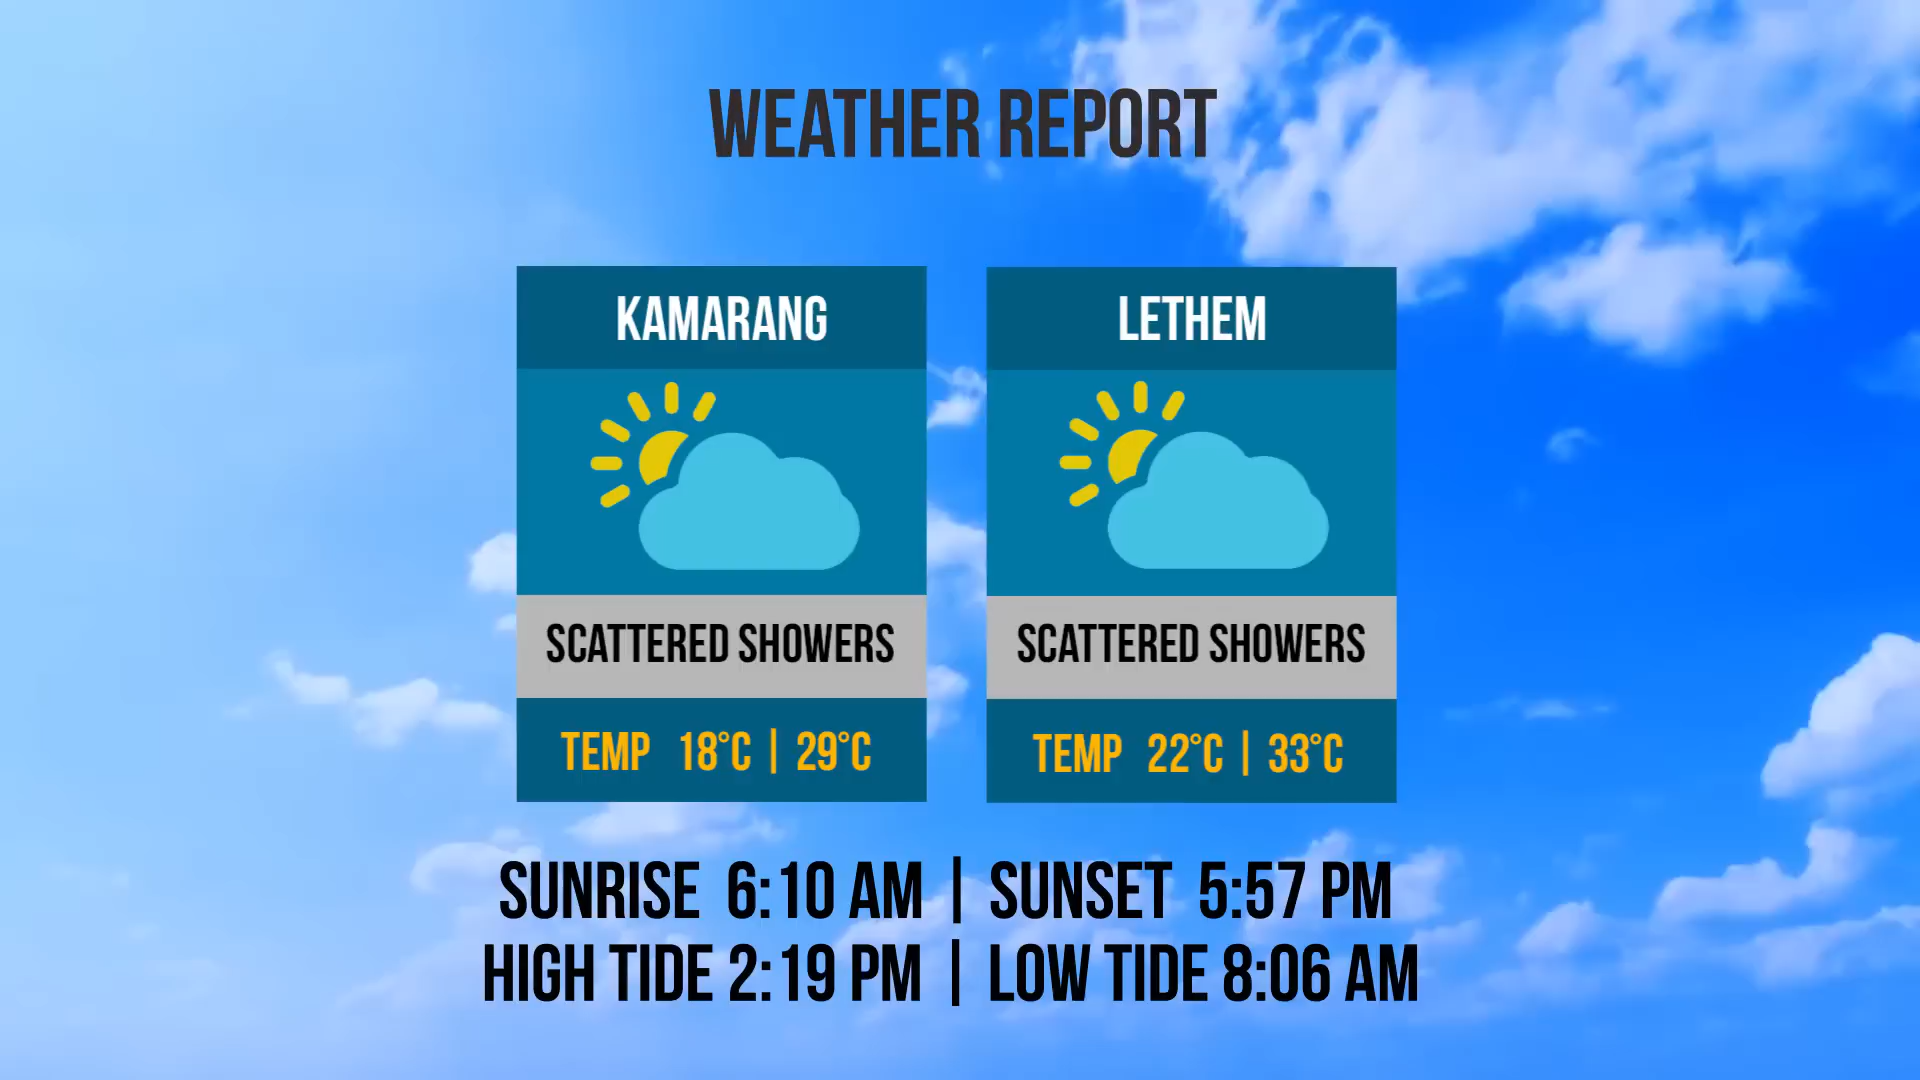 WEATHER REPORT
KAMARANG
SCATTERED SHOWERS
TEMP 18°C | 29°C
LETHEM
SCATTERED SHOWERS
TEMP 22°C | 33°C
SUNRISE 6:10 AM | SUNSET 5:57 PM
HIGH TIDE 2:19 PM | LOW TIDE 8:06 AM